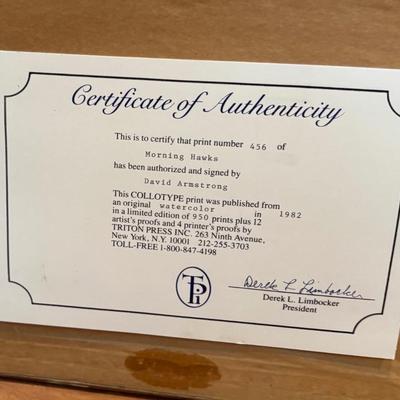 Certificate of Authenticity
This is to certify that print number 456 of
Morning Hawks
has been authorized and signed by
David Armstrong
This COLLOTYPE print was published from
an original watercolor in 1982
in a limited edition of 950 prints plus 12
artist's proofs and 4 printer's proofs by
TRITON PRESS INC. 263 Ninth Avenue,
New York, N.Y. 10001 212-255-3703
TOLL-FREE 1-800-847-4198
TPi
Derek L Limbocker
Derek L. Limbocker
President